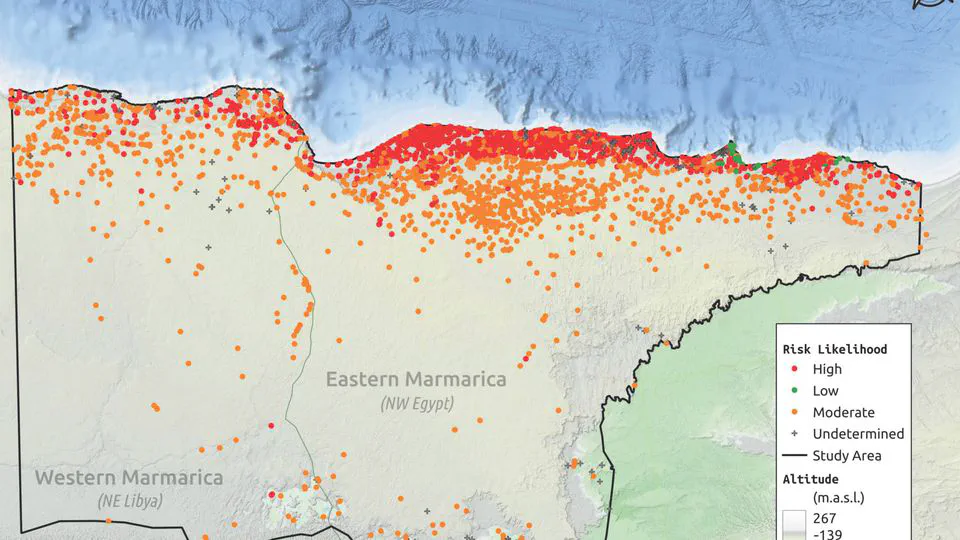 Eastern Marmarica
(NW Egypt)
Western Marmarica
(NE Libya)
Risk Likelihood
High
Low
Moderate
Undetermined
Study Area
Altitude
(m.a.s.l.)
267
-139